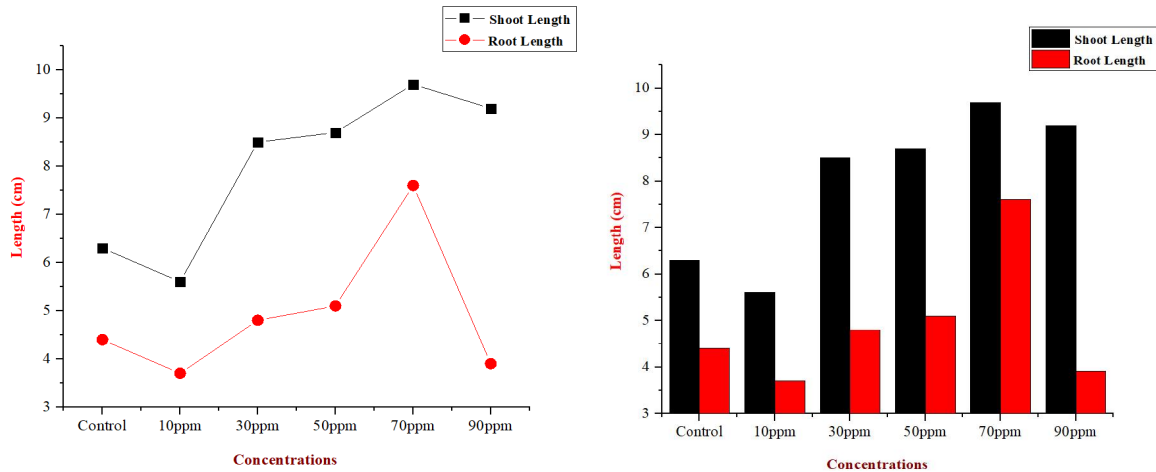 Shoot Length
Root Length
10
9
8
7
6
5
4
3
Length (cm)
Control 10ppm 30ppm 50ppm 70ppm 90ppm
Concentrations
Shoot Length
Root Length
10
9
8
7
6
5
4
3
Length (cm)
Control 10ppm 30ppm 50ppm 70ppm 90ppm
Concentrations